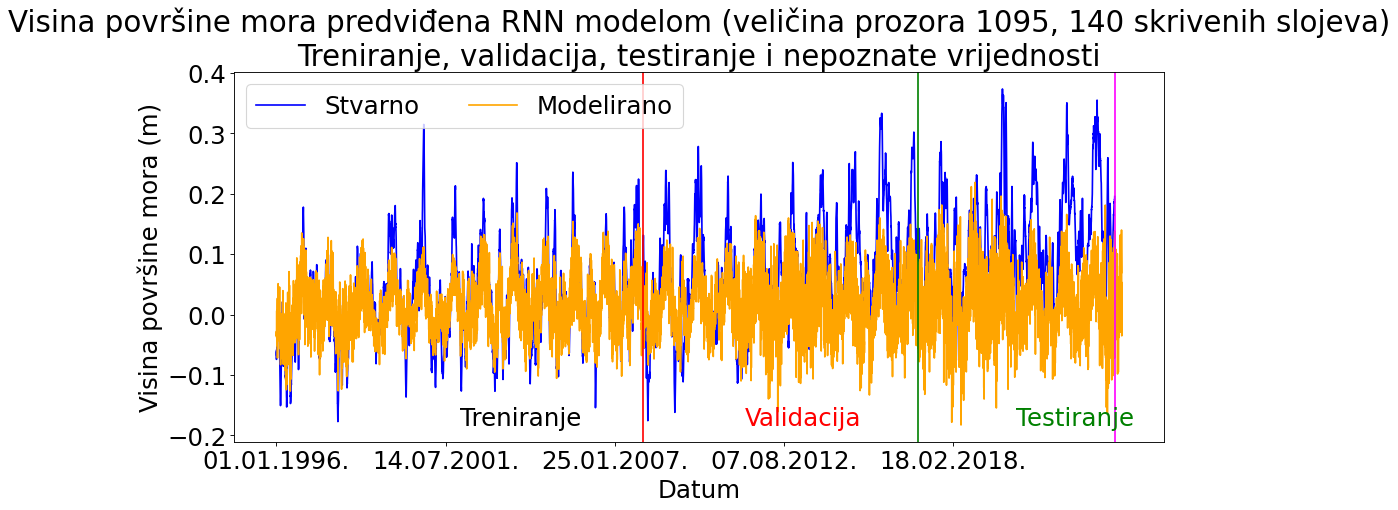 Visina površine mora predviđena RNN modelom (veličina prozora 1095, 140 skrivenih slojeva)
Treniranje, validacija, testiranje i nepoznate vrijednosti
Stvarno
Modelirano
Visina površine mora (m)
0.4
0.3
0.2
0.1
0.0
−0.1
−0.2
Treniranje
Validacija
Testiranje
01.01.1996.
14.07.2001.
25.01.2007.
07.08.2012.
18.02.2018.
Datum